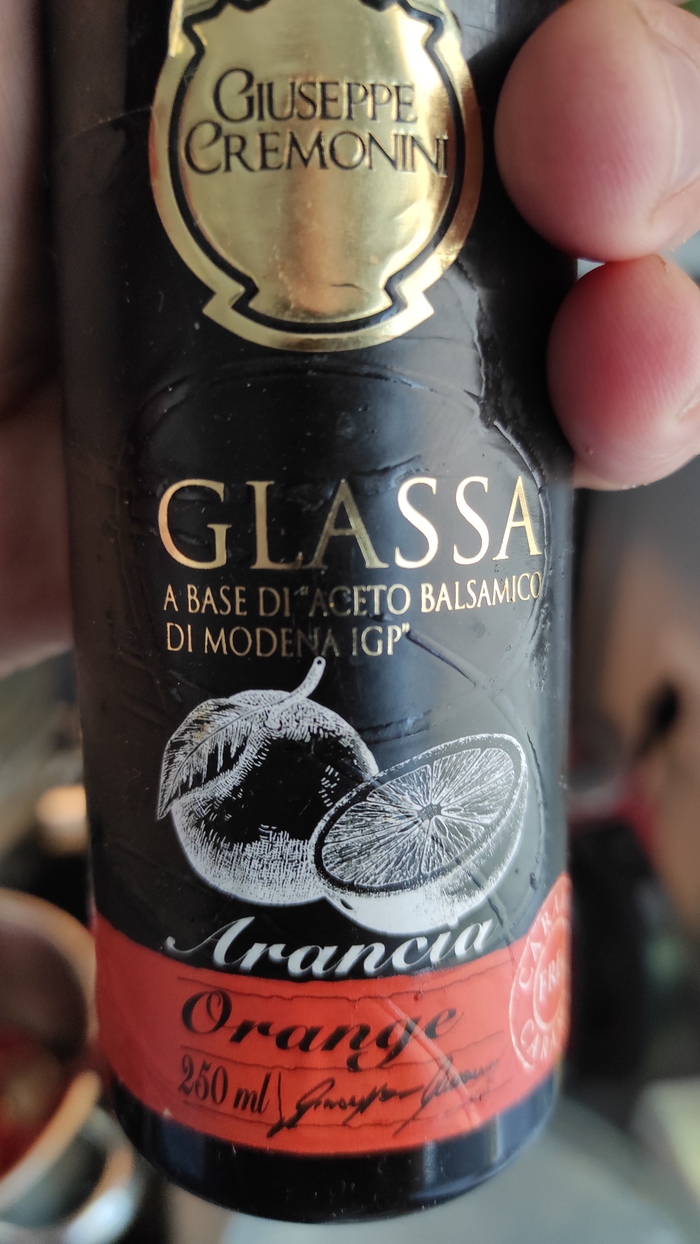 GIUSEPPE
CREMONINI
GLASSA
A BASE DI "ACETO BALSAMICO
DI MODENA IGP"
Arancia
Orange
250 ml